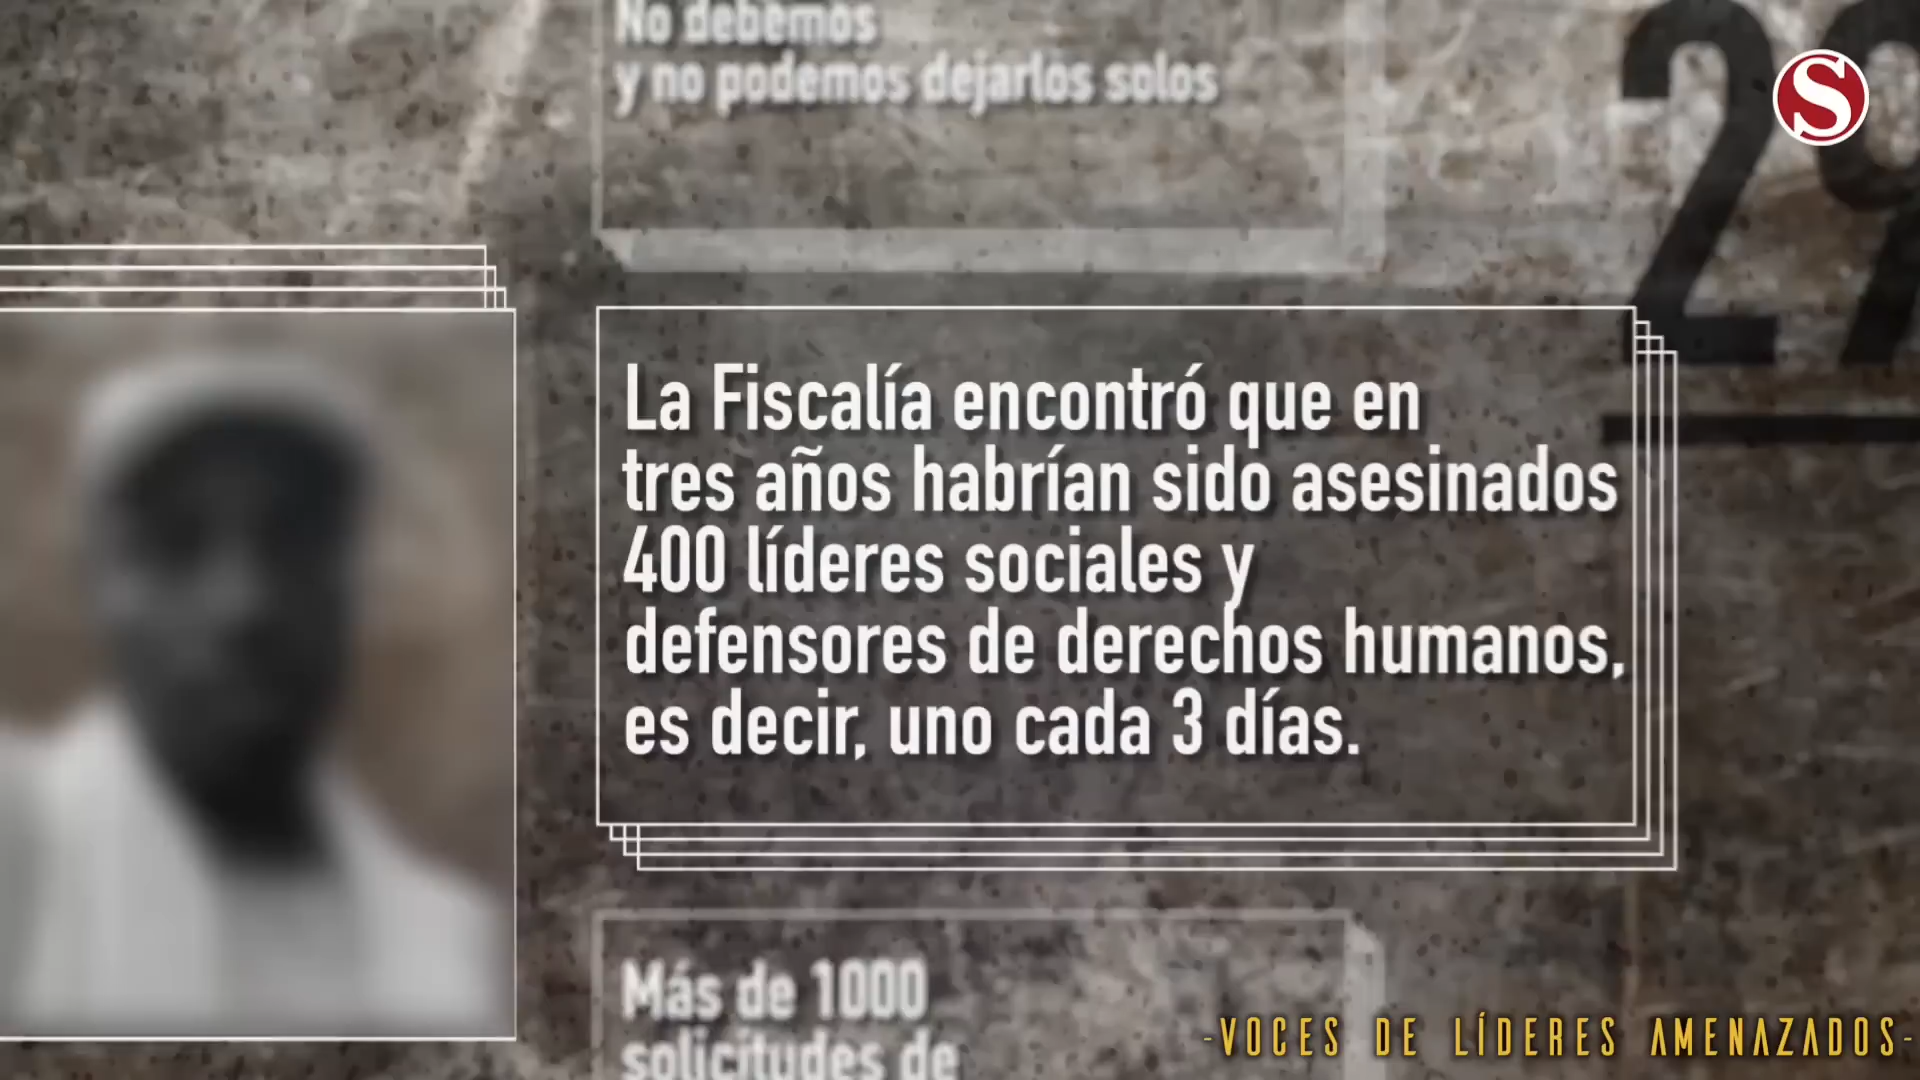 No debemos
y no podemos dejarlos solos
29
S
La Fiscalía encontró que en
tres años habrían sido asesinados
400 líderes sociales y
defensores de derechos humanos,
es decir, uno cada 3 días.
Más de 1000
solicitudes de
-VOCES DE LÍDERES AMENAZADOS-